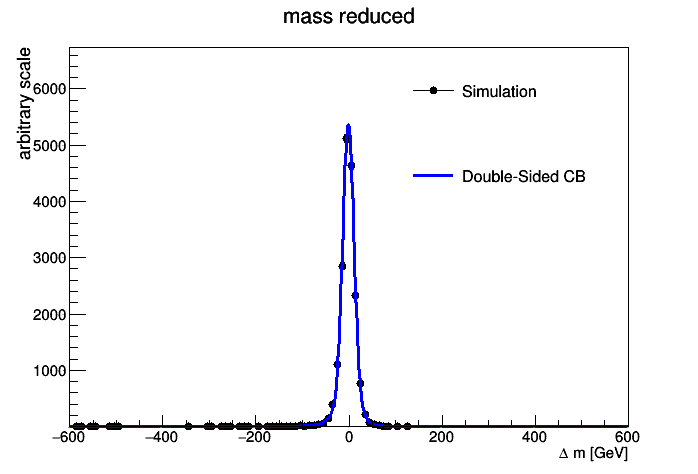 mass reduced
arbitrary scale
6000
5000
4000
3000
2000
1000
Simulation
Double-Sided CB
−600 −400 −200 0 200 400 600
Δ m [GeV]